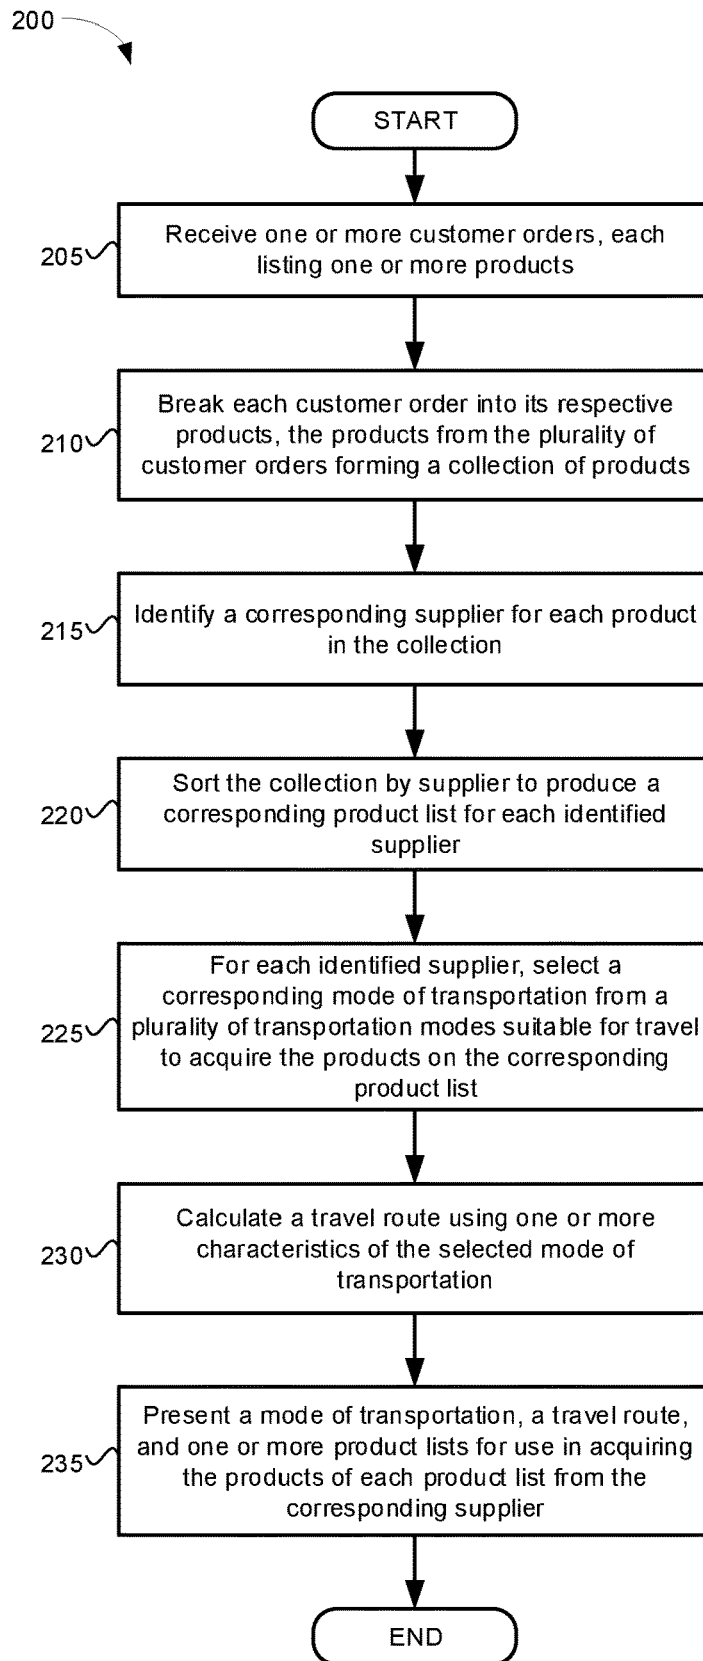 200
START
205
Receive one or more customer orders, each
listing one or more products
210
Break each customer order into its respective
products, the products from the plurality of
customer orders forming a collection of products
215
Identify a corresponding supplier for each product
in the collection
220
Sort the collection by supplier to produce a
corresponding product list for each identified
supplier
225
For each identified supplier, select a
corresponding mode of transportation from a
plurality of transportation modes suitable for travel
to acquire the products on the corresponding
product list
230
Calculate a travel route using one or more
characteristics of the selected mode of
transportation
235
Present a mode of transportation, a travel route,
and one or more product lists for use in acquiring
the products of each product list from the
corresponding supplier
END